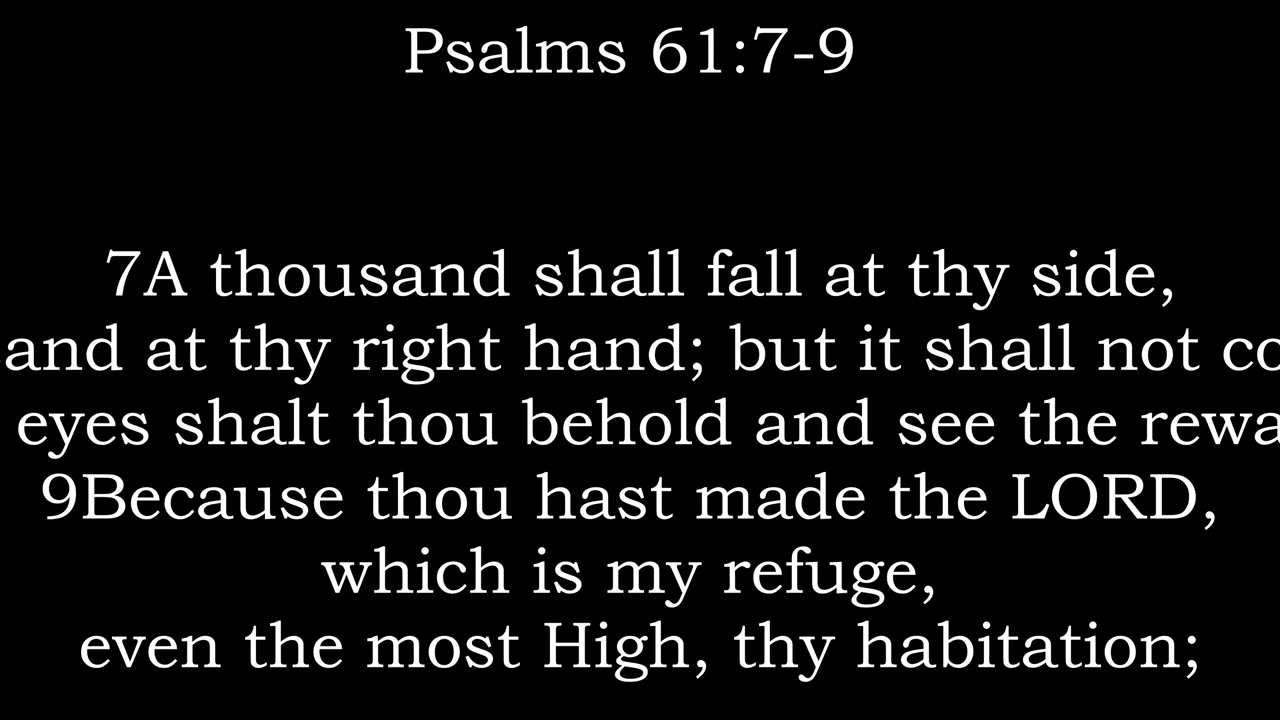 Psalms 61:7-9
7A thousand shall fall at thy side,
and at thy right hand; but it shall not
eyes shalt thou behold and see the
9Because thou hast made the LORD,
which is my refuge,
even the most High, thy habitation;